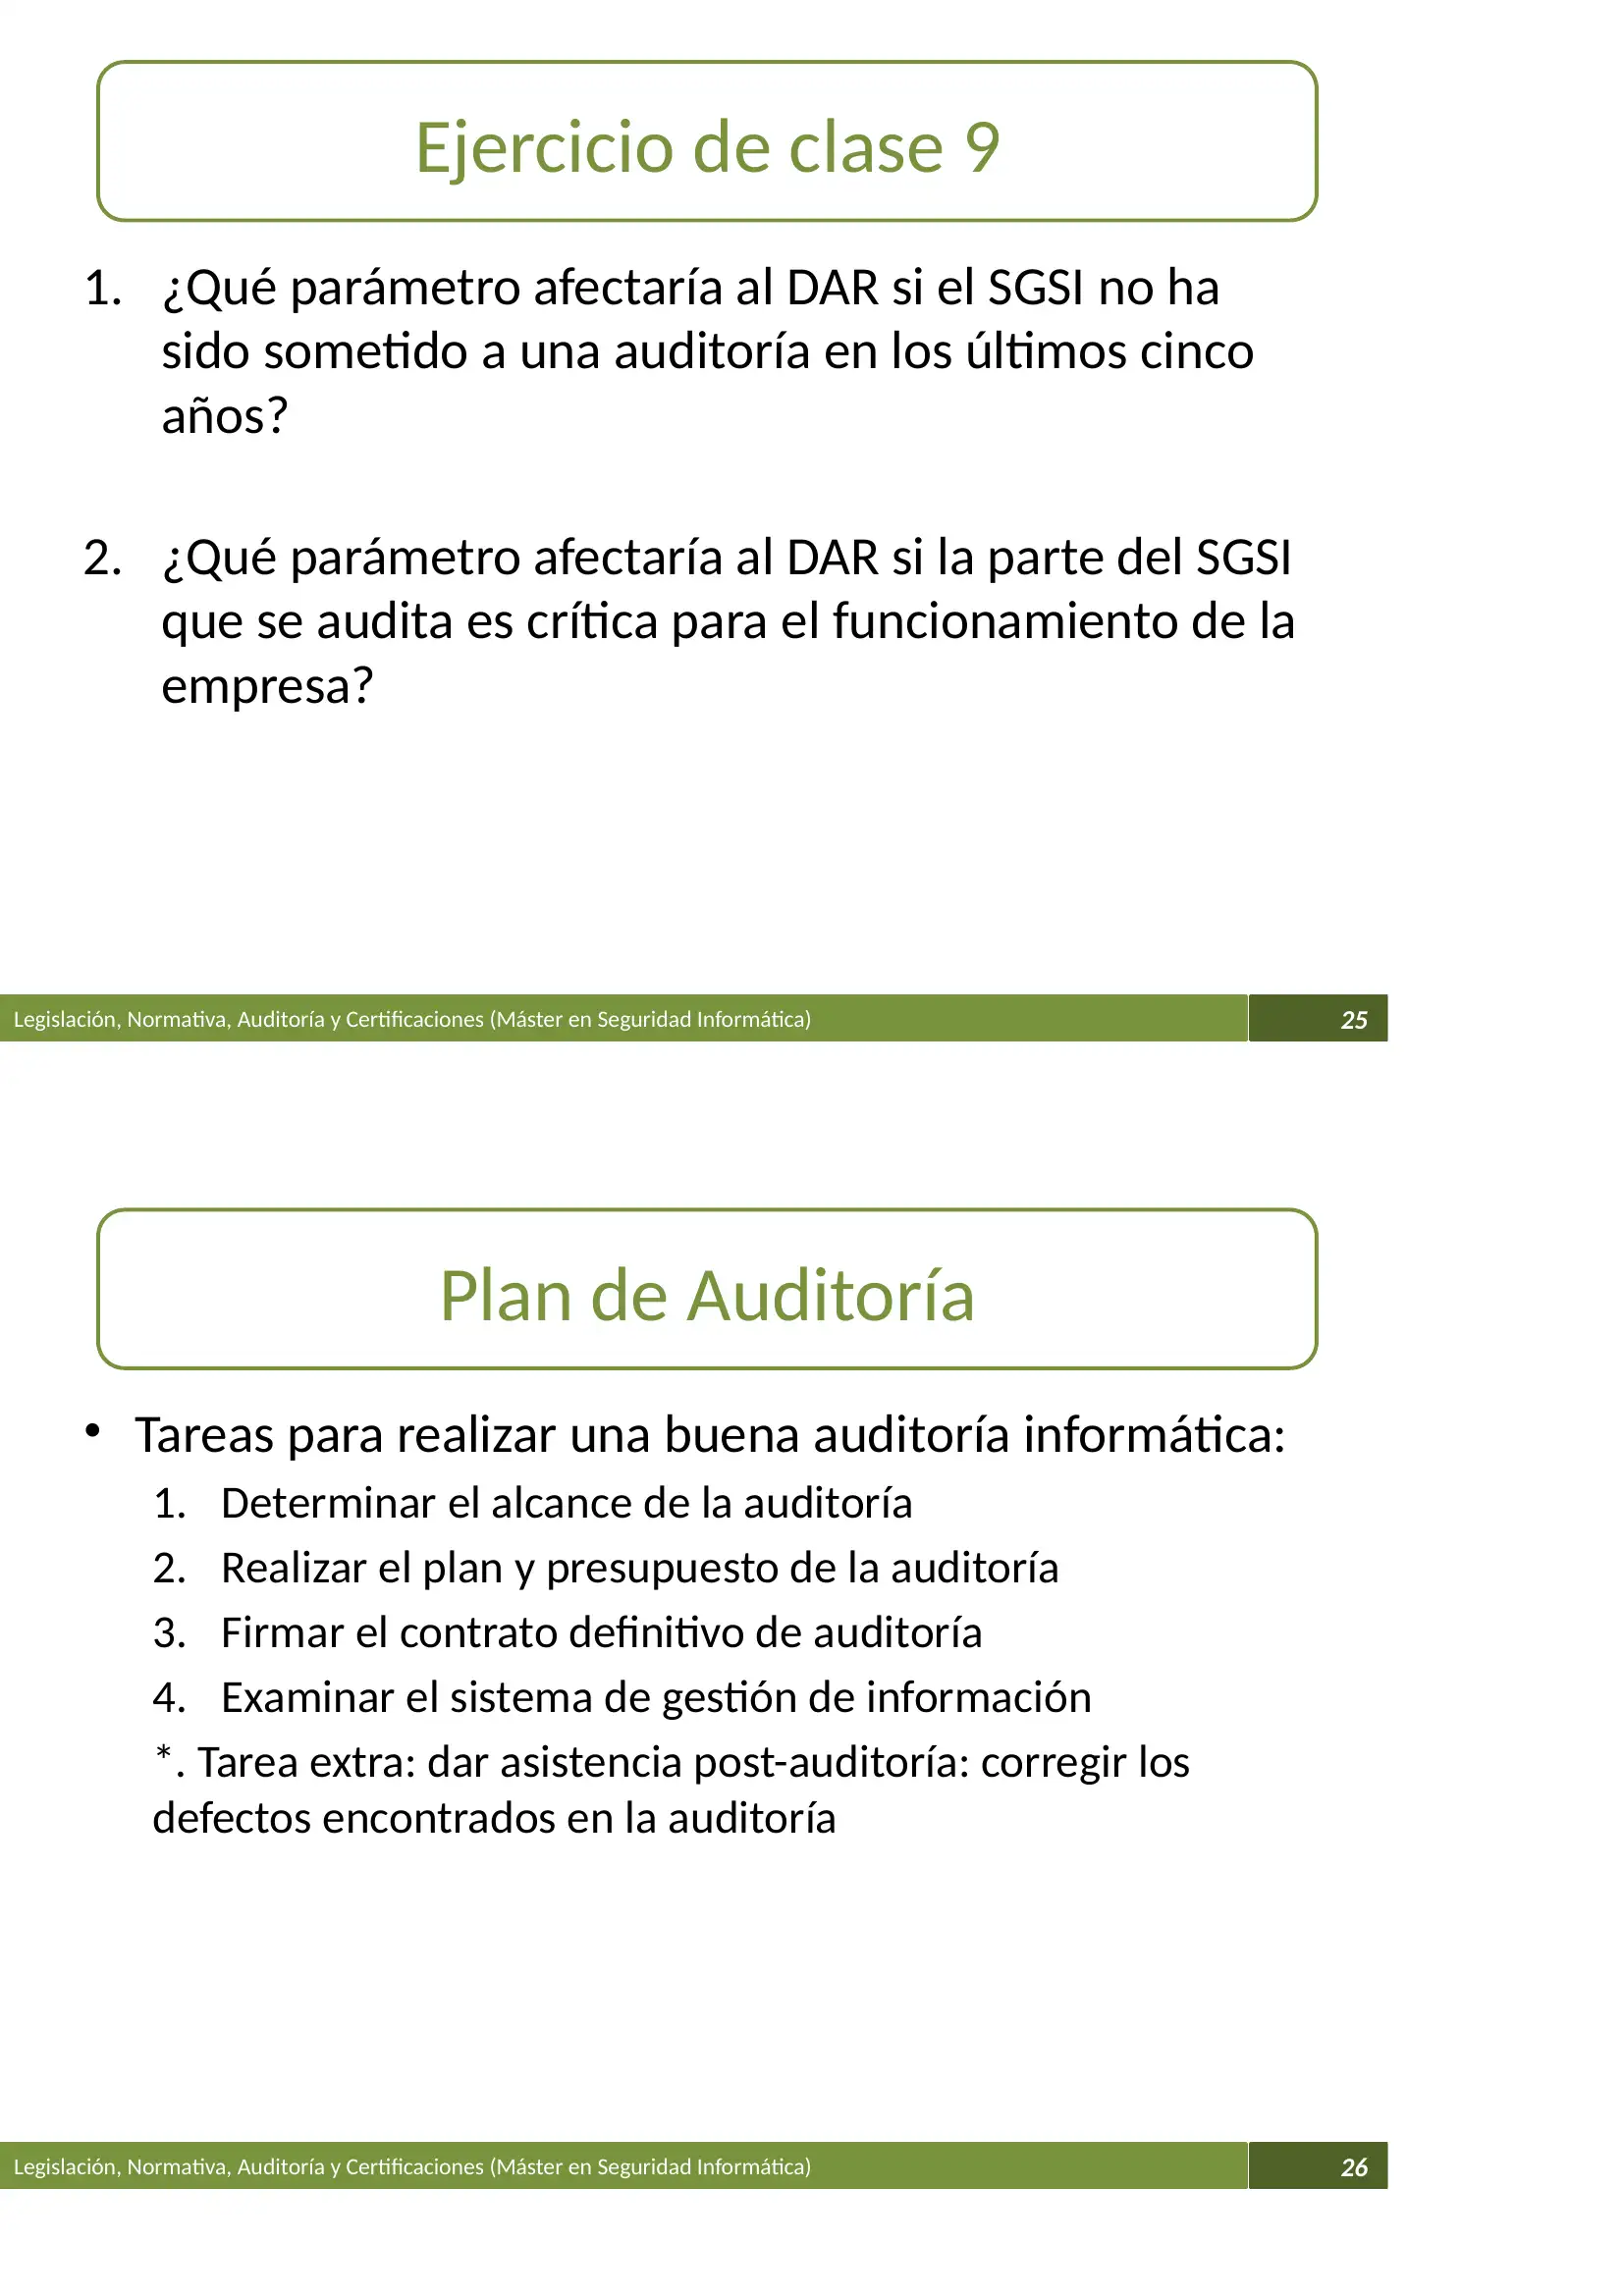 Ejercicio de clase 9
1. ¿Qué parámetro afectaría al DAR si el SGSI no ha
sido sometido a una auditoría en los últimos cinco
años?
2. ¿Qué parámetro afectaría al DAR si la parte del SGSI
que se audita es crítica para el funcionamiento de la
empresa?
Legislación, Normativa, Auditoría y Certificaciones (Máster en Seguridad Informática) 25
Plan de Auditoría
• Tareas para realizar una buena auditoría informática:
1. Determinar el alcance de la auditoría
2. Realizar el plan y presupuesto de la auditoría
3. Firmar el contrato definitivo de auditoría
4. Examinar el sistema de gestión de información
*. Tarea extra: dar asistencia post-auditoría: corregir los
defectos encontrados en la auditoría
Legislación, Normativa, Auditoría y Certificaciones (Máster en Seguridad Informática) 26